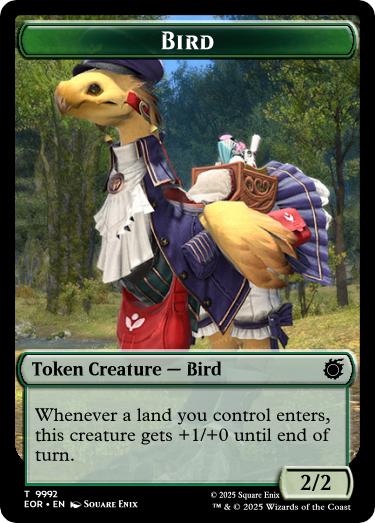 BIRD
Token Creature — Bird
Whenever a land you control enters,
this creature gets +1/+0 until end of
turn.
2/2
T 9992
EOR • EN SQUARE ENIX
© 2025 Square Enix
™ & © 2025 Wizards of the Coast